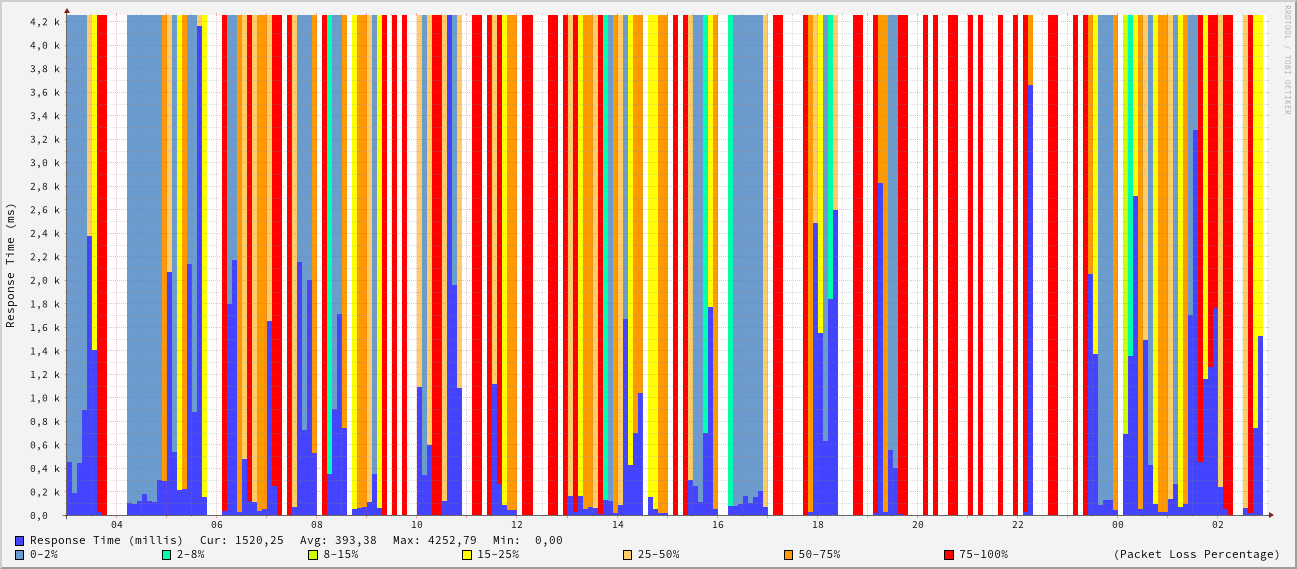 RRDTOOL / TOBI OETIKER
Response Time (ms)
4,2 k
4,0 k
3,8 k
3,6 k
3,4 k
3,2 k
3,0 k
2,8 k
2,6 k
2,4 k
2,2 k
2,0 k
1,8 k
1,6 k
1,4 k
1,2 k
1,0 k
0,8 k
0,6 k
0,4 k
0,2 k
0,0
04 06 08 10 12 14 16 18 20 22 00 02
Response Time (millis) Cur: 1520,25 Avg: 393,38 Max: 4252,79 Min: 0,00
0-2% 2-8% 8-15% 15-25% 25-50% 50-75% 75-100% (Packet Loss Percentage)